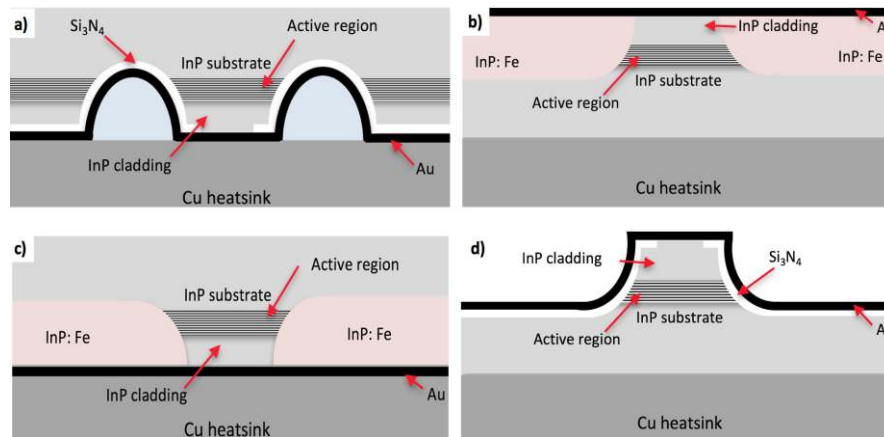 a)
Si₃N₄
Active region
InP substrate
InP cladding
Au
Cu heatsink
b)
InP cladding
A
InP: Fe
InP: Fe
InP substrate
Active region
Cu heatsink
c)
Active region
InP substrate
InP: Fe
InP: Fe
InP cladding
Au
Cu heatsink
d)
InP cladding
Si₃N₄
InP substrate
Active region
A
Cu heatsink